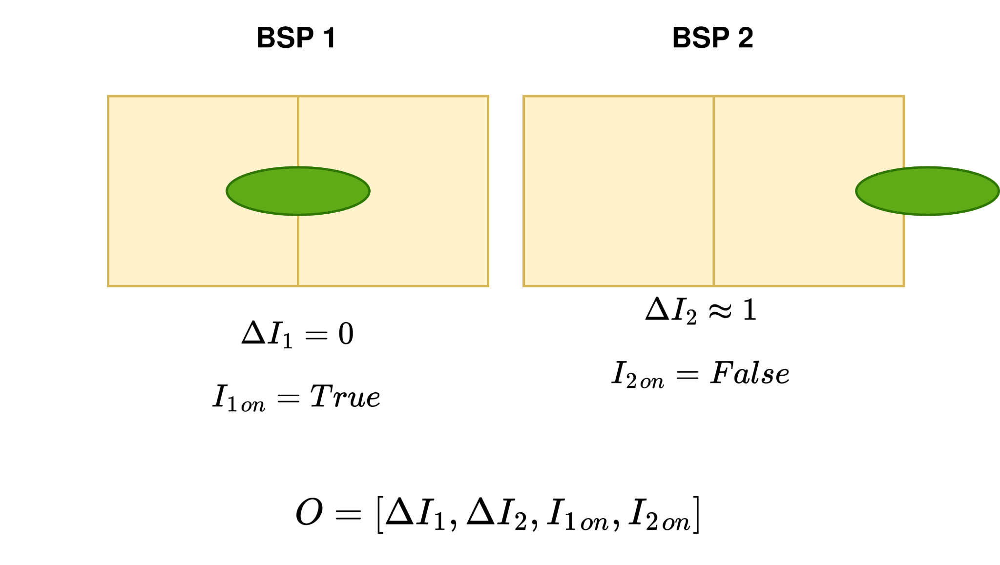 BSP 1
BSP 2
ΔI₁ = 0
ΔI₂ ≈ 1
I₁ₒₙ = True
I₂ₒₙ = False
O = [ΔI₁, ΔI₂, I₁ₒₙ, I₂ₒₙ]